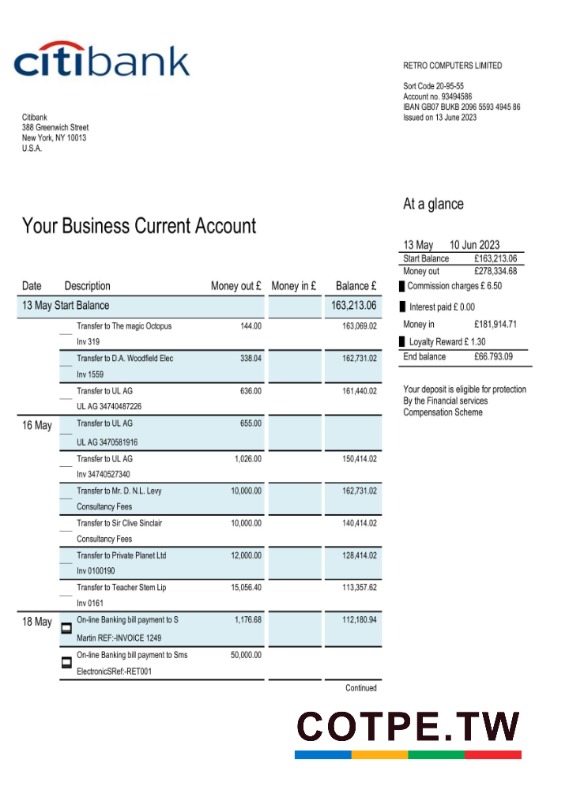 citibank
RETRO COMPUTERS LIMITED
Sort Code 20-95-55
Account no. 93494586
IBAN GB07 BUKB 2096 5593 4945 86
Issued on 13 June 2023
Citibank
388 Greenwich Street
New York, NY 10013
U.S.A.
At a glance
Your Business Current Account
13 May 10 Jun 2023
Start Balance £163,213.06
Money out £278,334.68
Commission charges £ 6.50
Interest paid £ 0.00
Money in £181,914.71
Loyalty Reward £ 1.30
End balance £66.793.09
Your deposit is eligible for protection
By the Financial services
Compensation Scheme
Date Description Money out £ Money in £ Balance £
13 May Start Balance 163,213.06
Transfer to The magic Octopus 144.00 163,069.02
Inv 319
Transfer to D.A. Woodfield Elec 338.04 162,731.02
Inv 1559
Transfer to UL AG 636.00 161,440.02
UL AG 34740487226
16 May Transfer to UL AG 655.00
UL AG 3470581916
Transfer to UL AG 1,026.00 150,414.02
Inv 34740527340
Transfer to Mr. D. N.L. Levy 10,000.00 162,731.02
Consultancy Fees
Transfer to Sir Clive Sinclair 10,000.00 140,414.02
Consultancy Fees
Transfer to Private Planet Ltd 12,000.00 128,414.02
Inv 0100190
Transfer to Teacher Stem Lip 15,056.40 113,357.62
Inv 0161
18 May On-line Banking bill payment to S 1,176.68 112,180.94
Martin REF:-INVOICE 1249
On-line Banking bill payment to Sms 50,000.00
ElectronicSRef:-RET001
Continued
COTPE.TW